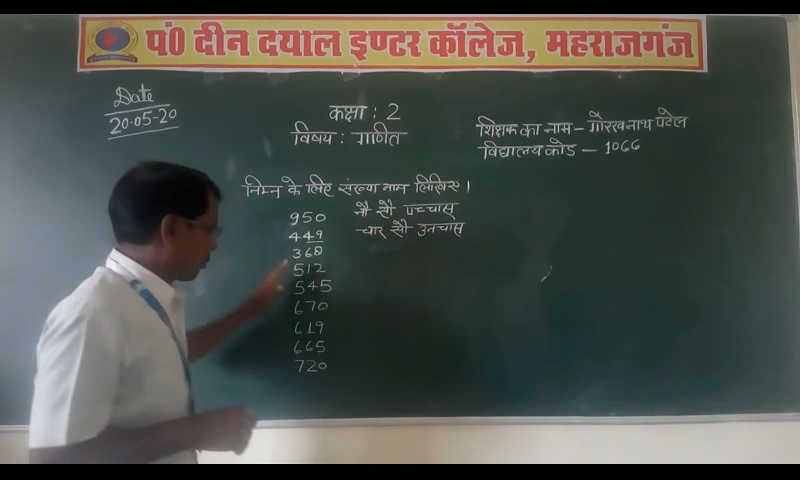 पं0 दीन दयाल इण्टर कॉलेज, महराजगंज
Date
20-05-20
कक्षा : 2
विषय : गणित
शिक्षक का नाम - गोरखनाथ पटेल
विद्यालय कोड - 1066
निम्न के लिए संख्या नाम लिखिए ।
950 नौ सौ पच्चास
449 चार सौ उनचास
360
512
545
670
619
665
720